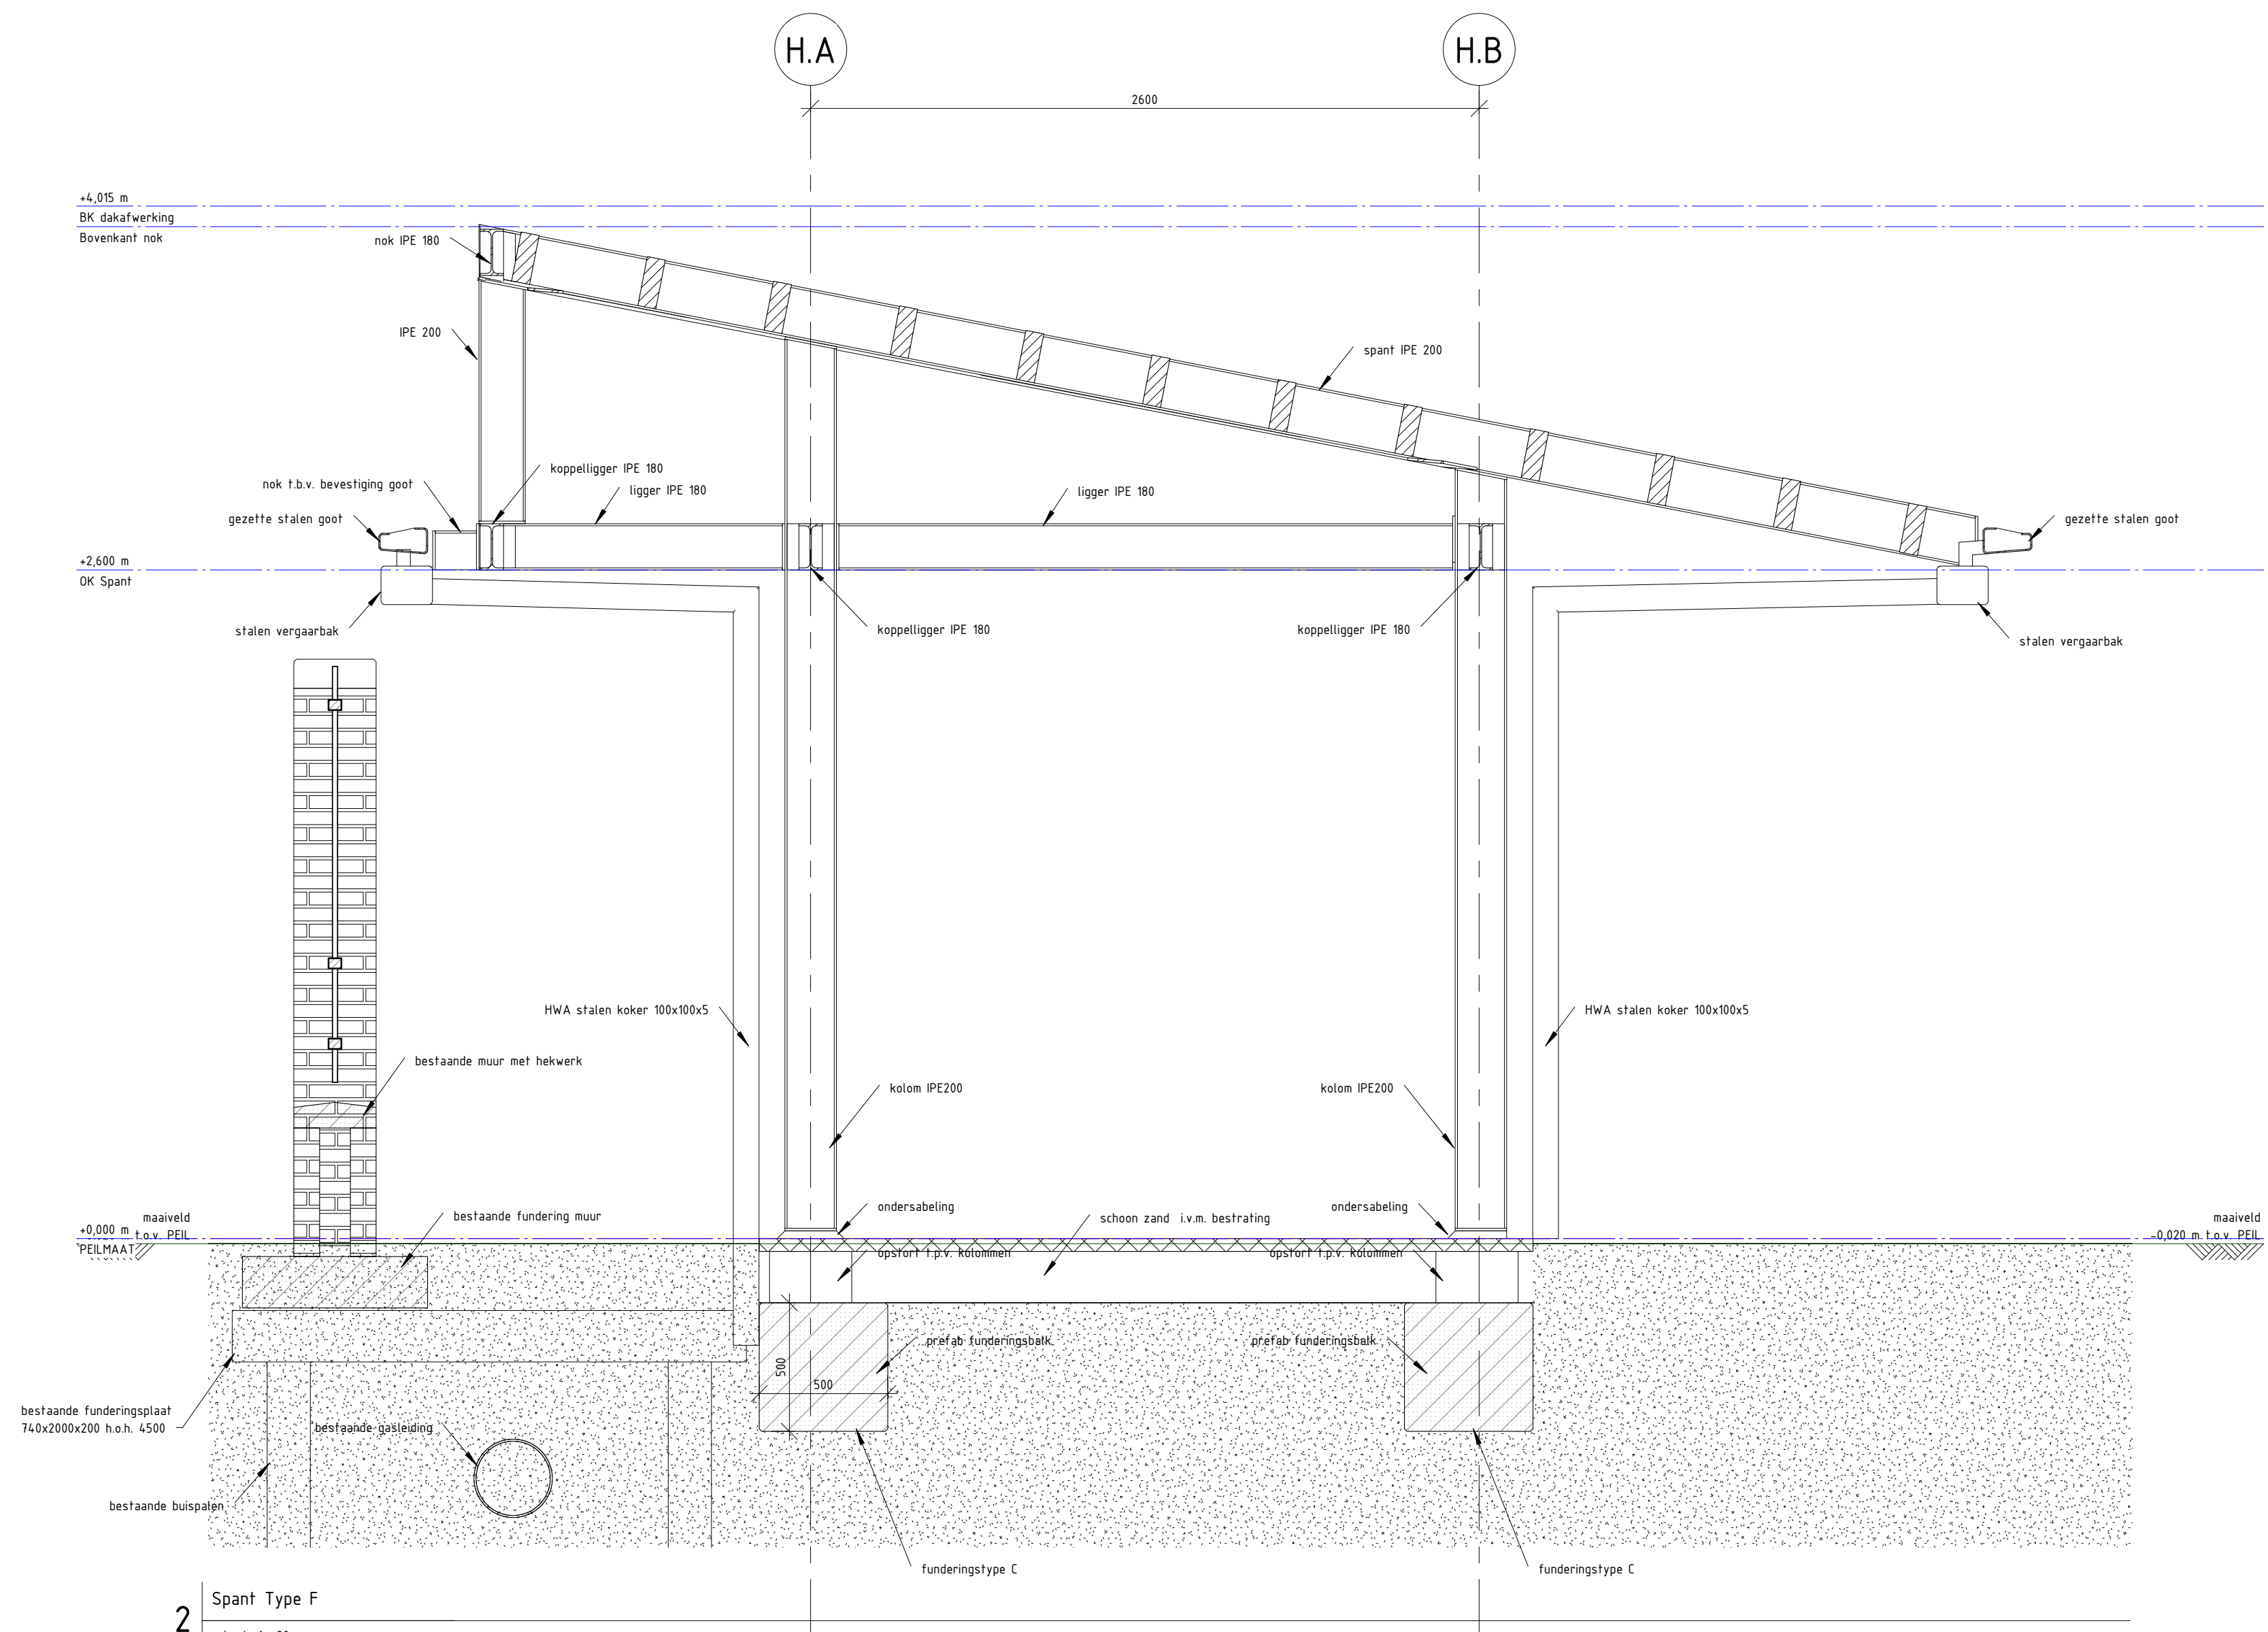 H.A
H.B
2600
+4,015 m
BK dakafwerking
Bovenkant nok
nok IPE 180
IPE 200
spant IPE 200
koppelligger IPE 180
nok t.b.v. bevestiging goot
ligger IPE 180
ligger IPE 180
gezette stalen goot
gezette stalen goot
+2,600 m
OK Spant
stalen vergaarbak
koppelligger IPE 180
koppelligger IPE 180
stalen vergaarbak
HWA stalen koker 100x100x5
HWA stalen koker 100x100x5
bestaande muur met hekwerk
kolom IPE200
kolom IPE200
ondersabeling
ondersabeling
maaiveld
bestaande fundering muur
schoon zand i.v.m. bestrating
maaiveld
+0,000 m
t.o.v. PEIL
-0,020 m t.o.v. PEIL
PEILMAAT
opstort t.p.v. kolommen
opstort t.p.v. kolommen
prefab funderingsbalk
prefab funderingsbalk
500
500
bestaande funderingsplaat
740x2000x200 h.o.h. 4500
bestaande gasleiding
bestaande buispalen
funderingstype C
funderingstype C
Spant Type F
2